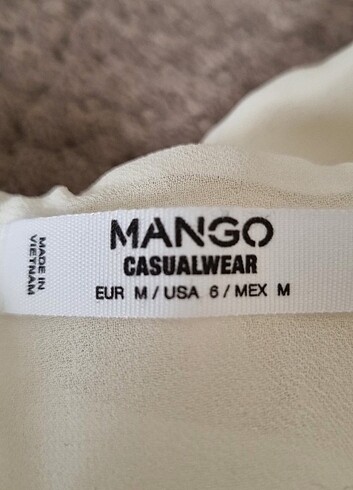 MANGO
CASUALWEAR
EUR M / USA 6 / MEX M
MADE IN
VIETNAM